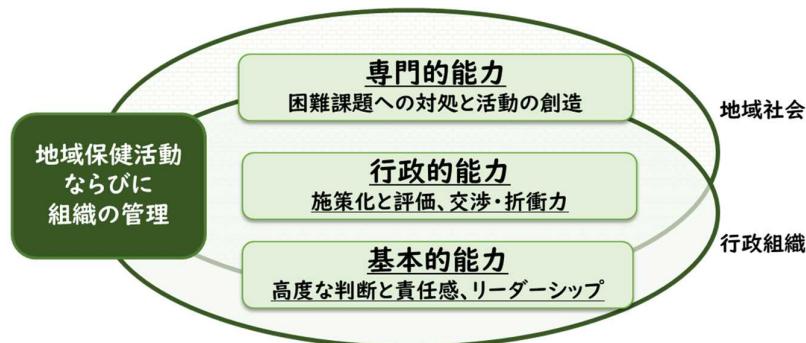 専門的能力
困難課題への対処と活動の創造
地域社会
地域保健活動
ならびに
組織の管理
行政的能力
施策化と評価、交渉・折衝力
行政組織
基本的能力
高度な判断と責任感、リーダーシップ